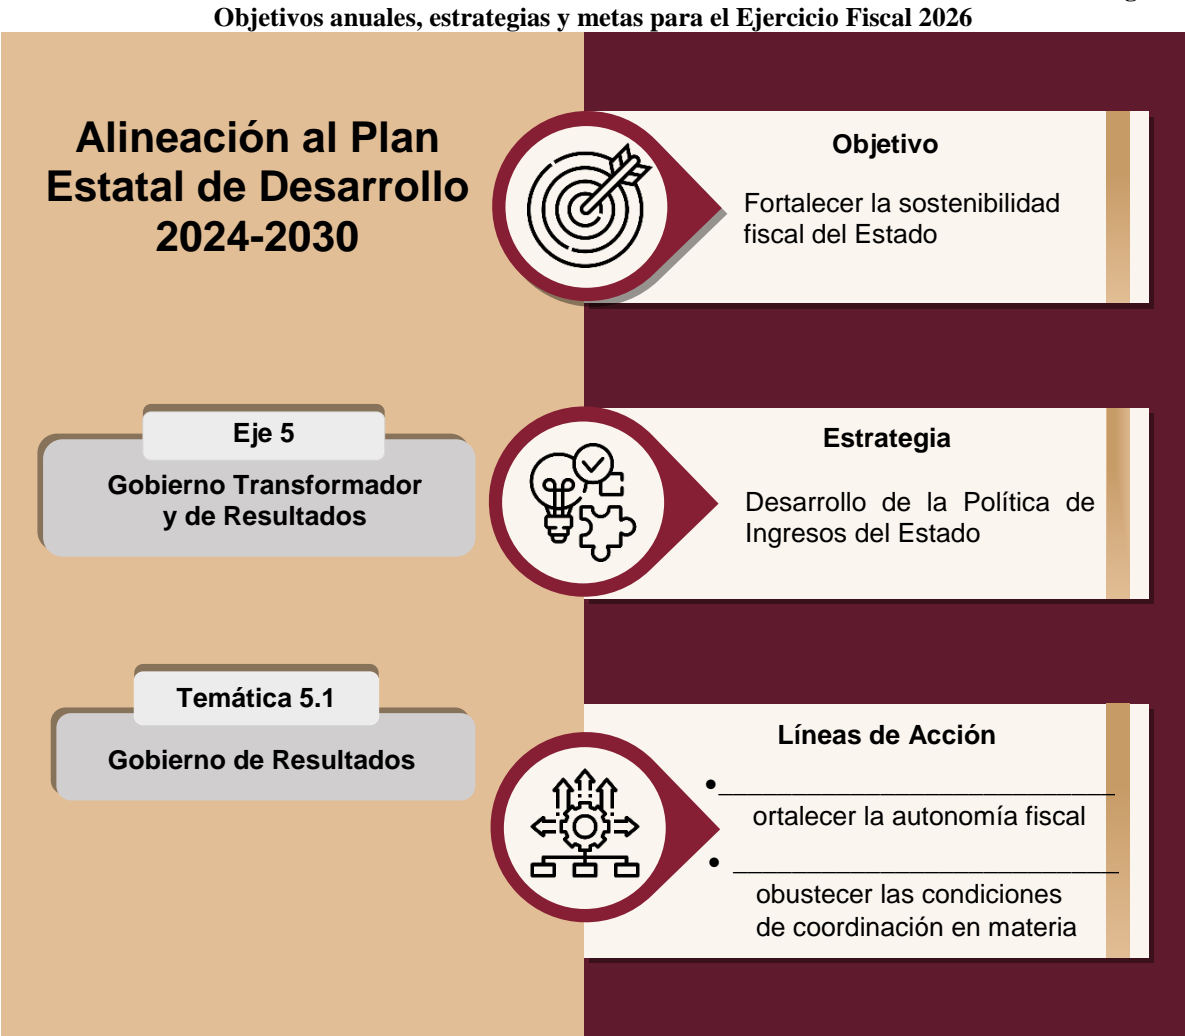 Objetivos anuales, estrategias y metas para el Ejercicio Fiscal 2026
Alineación al Plan
Estatal de Desarrollo
2024-2030
Objetivo
Fortalecer la sostenibilidad
fiscal del Estado
Eje 5
Gobierno Transformador
y de Resultados
Estrategia
Desarrollo de la Política de
Ingresos del Estado
Temática 5.1
Gobierno de Resultados
Líneas de Acción
•____________________________
ortalecer la autonomía fiscal
• ___________________________
obustecer las condiciones
de coordinación en materia